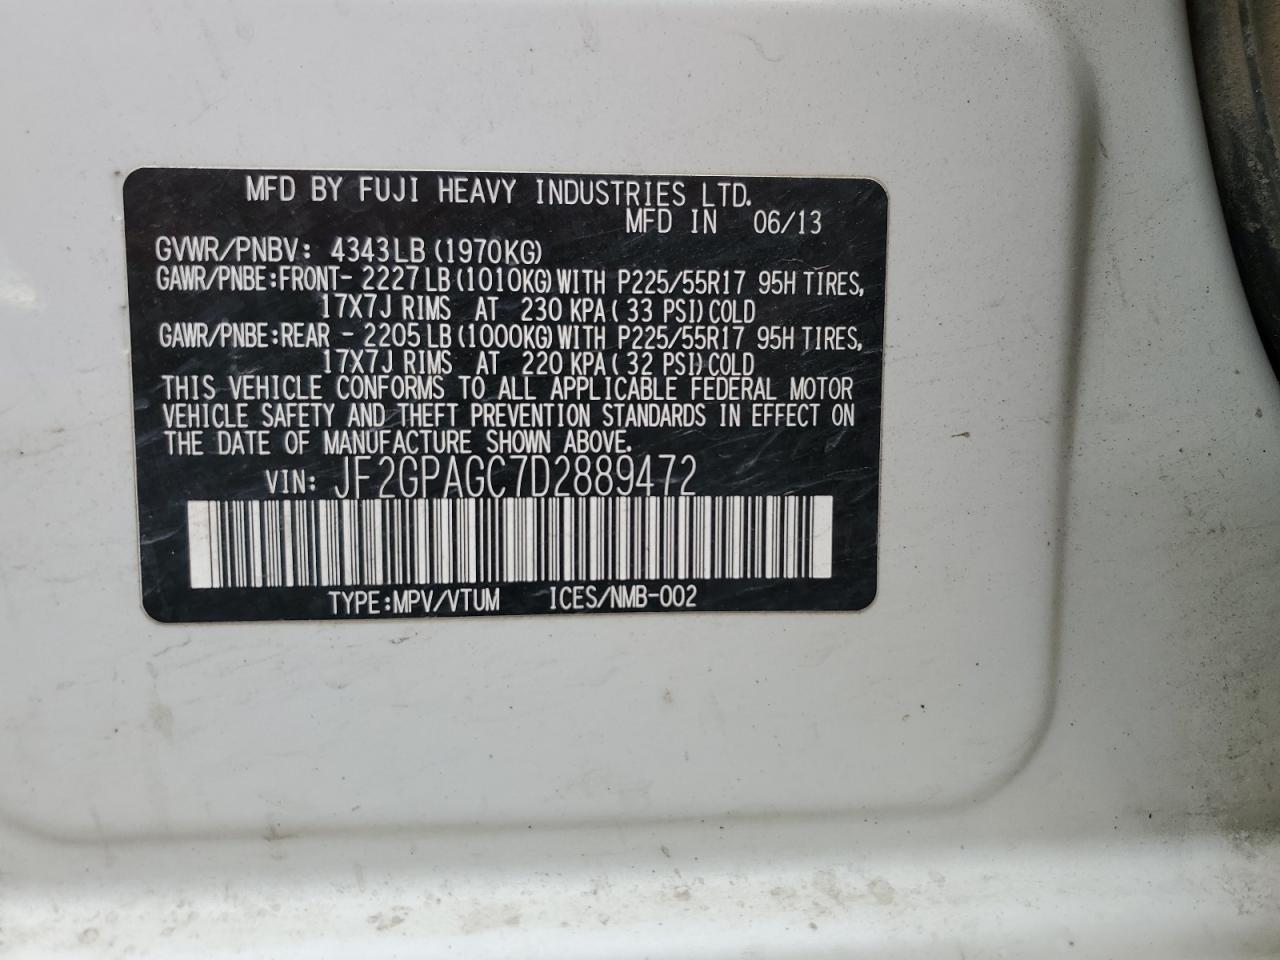 MFD BY FUJI HEAVY INDUSTRIES LTD.
MFD IN 06/13
GVWR/PNBV: 4343LB (1970KG)
GAWR/PNBE:FRONT- 2227LB (1010KG) WITH P225/55R17 95H TIRES,
17X7J RIMS AT 230 KPA ( 33 PSI) COLD
GAWR/PNBE:REAR - 2205LB (1000KG) WITH P225/55R17 95H TIRES,
17X7J RIMS AT 220 KPA ( 32 PSI) COLD
THIS VEHICLE CONFORMS TO ALL APPLICABLE FEDERAL MOTOR
VEHICLE SAFETY AND THEFT PREVENTION STANDARDS IN EFFECT ON
THE DATE OF MANUFACTURE SHOWN ABOVE.
VIN: JF2GPAGC7D2889472
TYPE:MPV/VTUM ICES/NMB-002